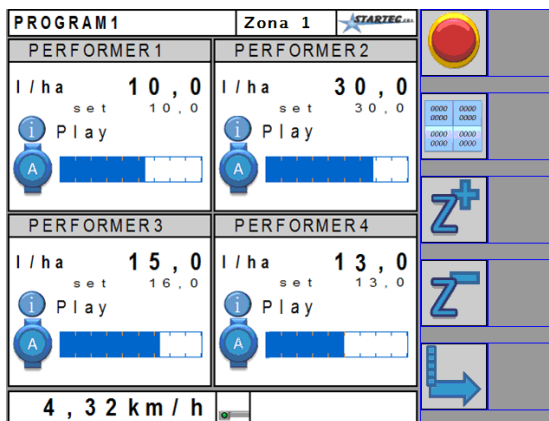 PROGRAM1
Zona 1
STARTEC S.R.L.
PERFORMER1
l/ha 10,0
set 10,0
i Play
A
PERFORMER2
l/ha 30,0
set 30,0
i Play
A
PERFORMER3
l/ha 15,0
set 16,0
i Play
A
PERFORMER4
l/ha 13,0
set 13,0
i Play
A
4,32km/h
0000 0000
0000 0000
0000 0000
0000 0000
Z+
Z-